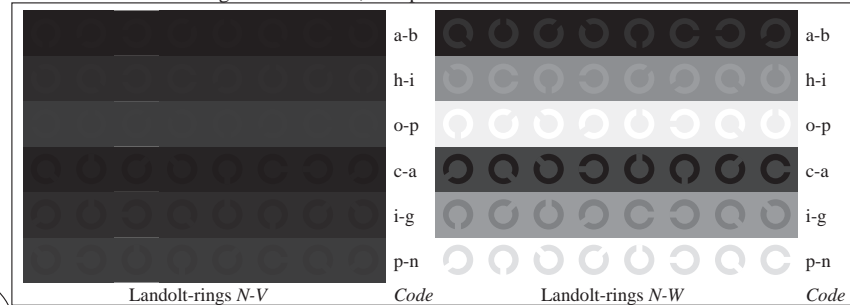 a-b a-b
h-i h-i
o-p o-p
c-a c-a
i-g i-g
p-n p-n
Landolt-rings N-V Code Landolt-rings N-W Code